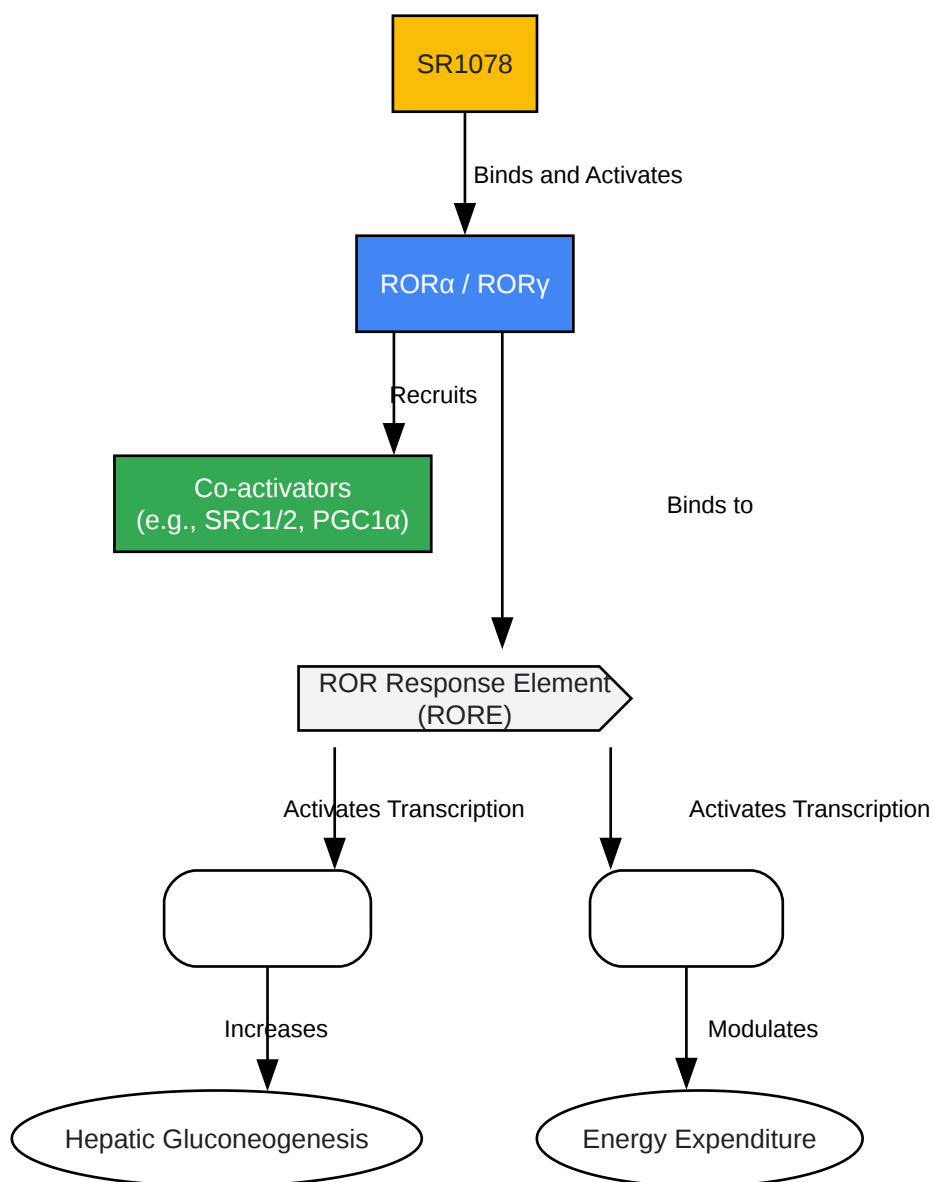 SR1078
Binds and Activates
RORα / RORγ
Recruits
Co-activators
(e.g., SRC1/2, PGC1α)
Binds to
ROR Response Element
(RORE)
Activates Transcription
Activates Transcription
Increases
Modulates
Hepatic Gluconeogenesis
Energy Expenditure